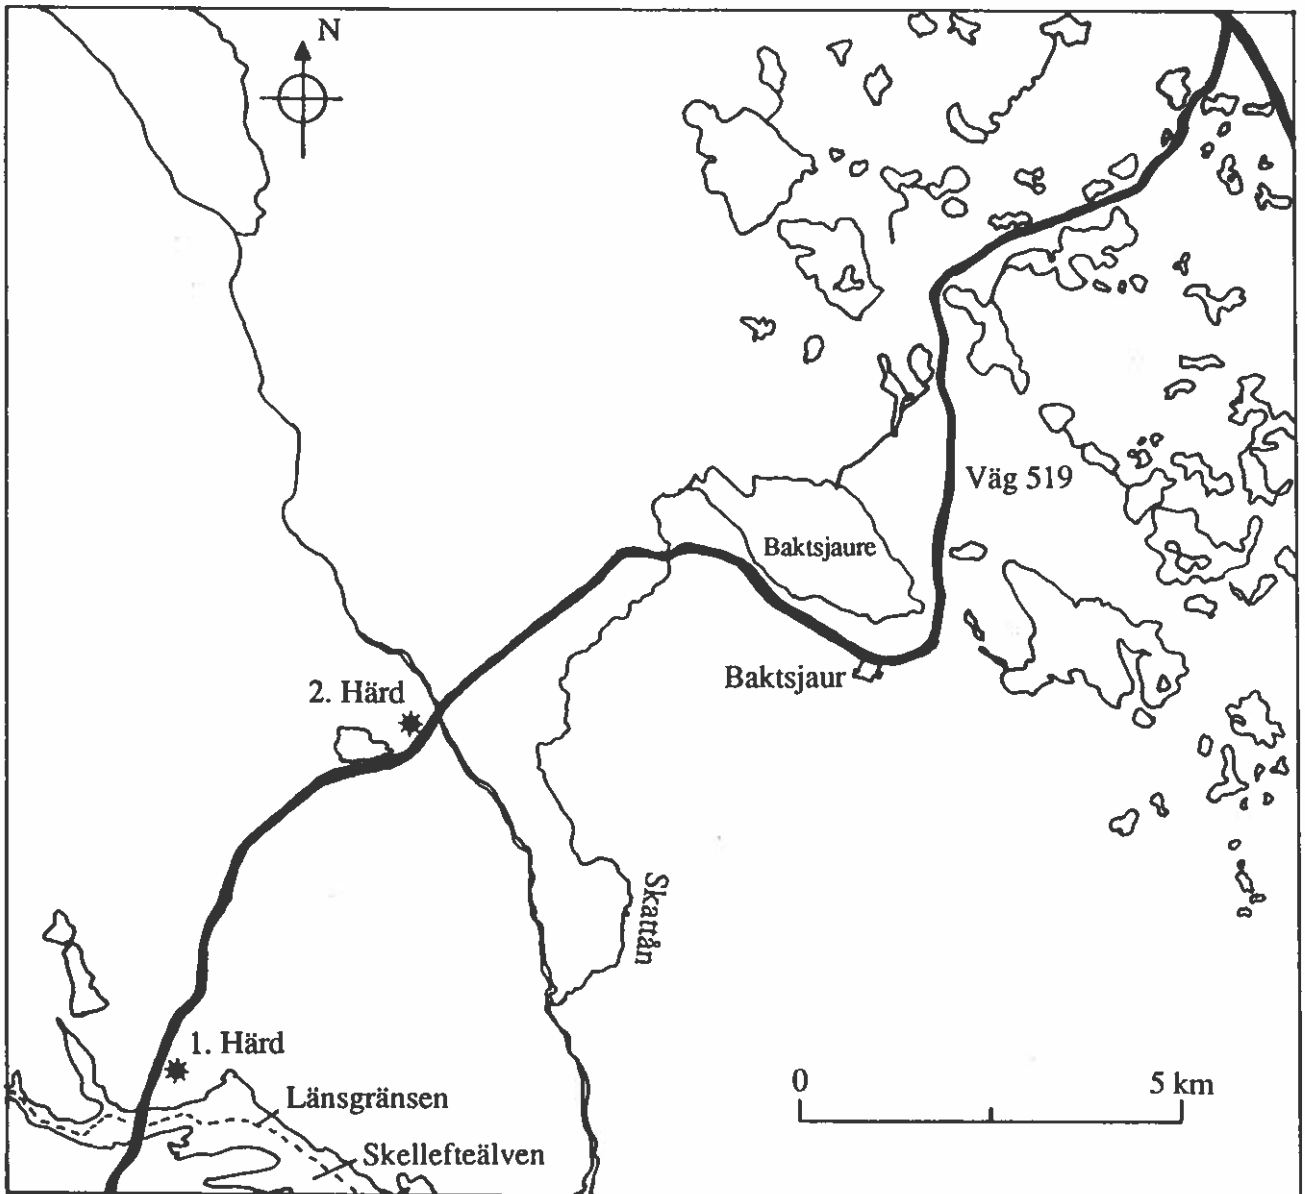 N
Väg 519
Baktsjaure
Baktsjaur
2. Härd
Skattån
1. Härd
0 5 km
Länsgränsen
Skellefteälven